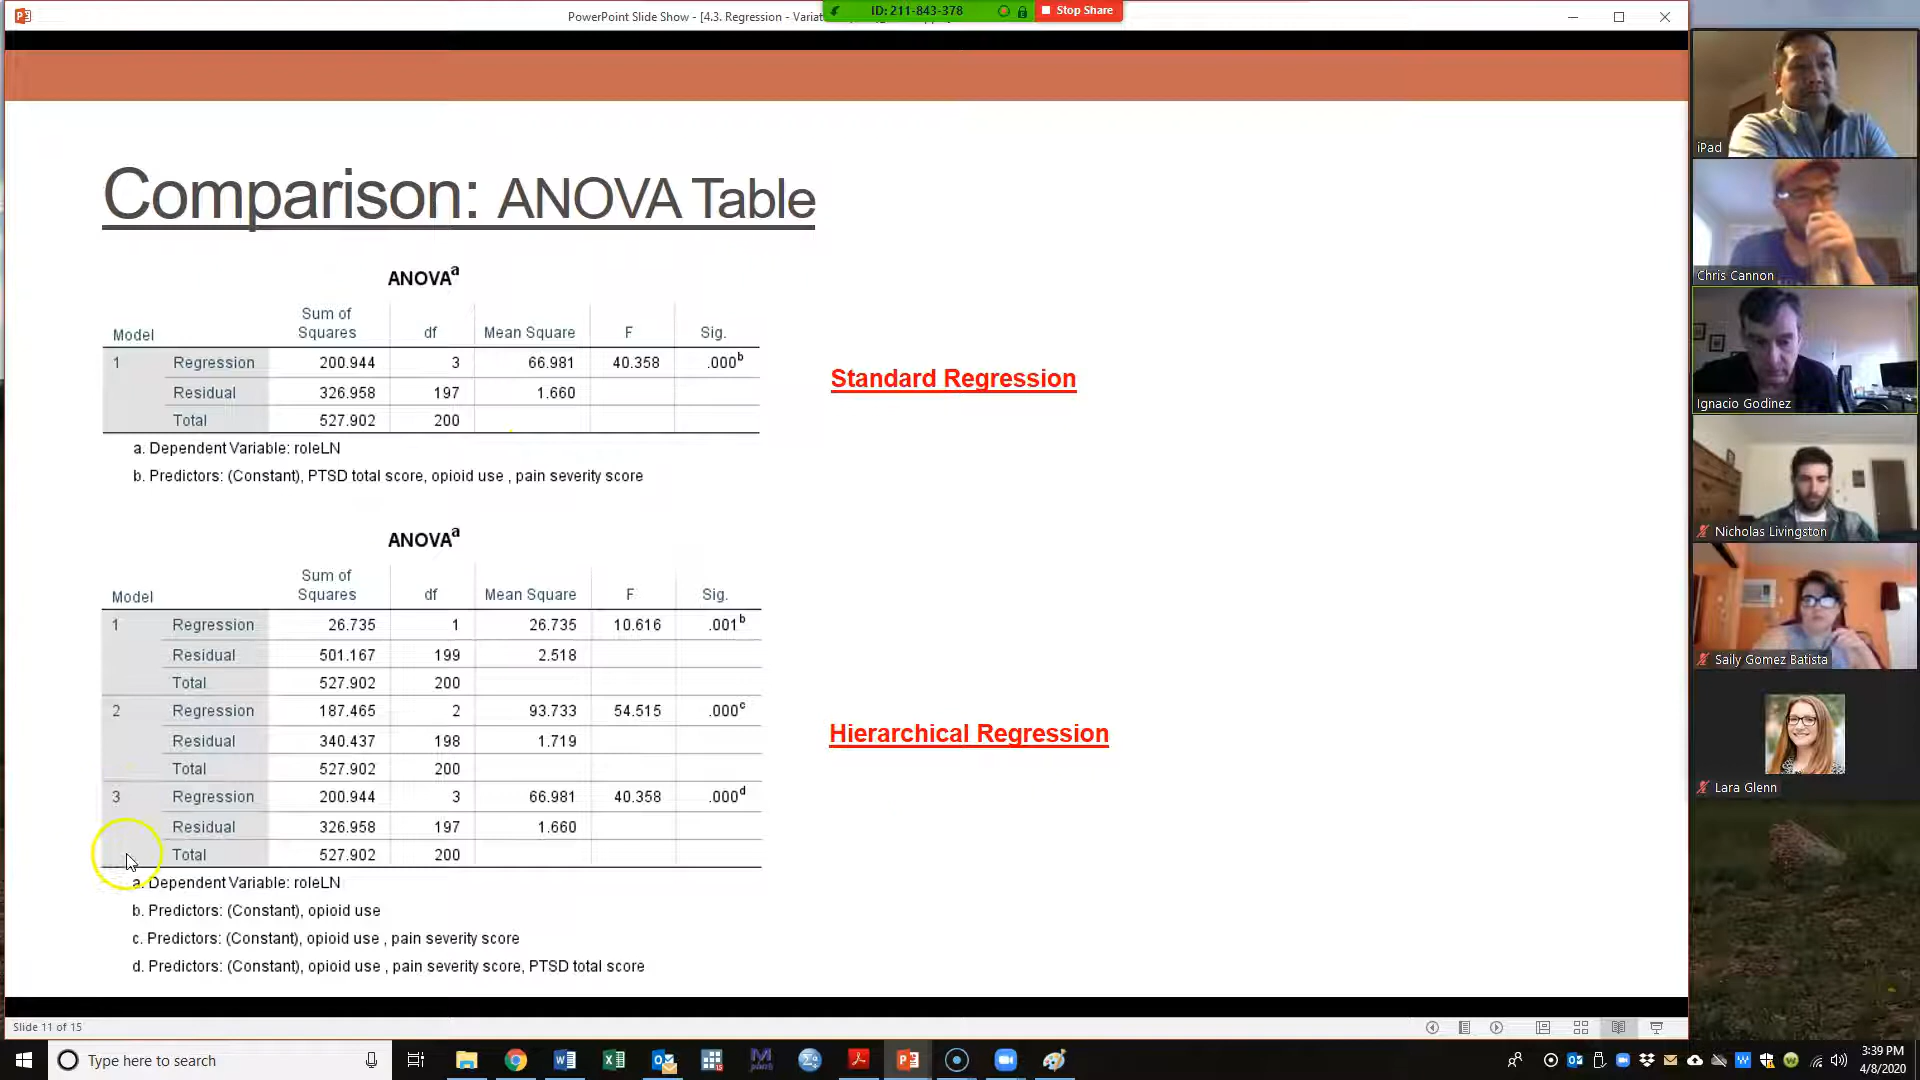 PowerPoint Slide Show - [4.3. Regression - Variat
ID: 211-843-378
Stop Share
Comparison: ANOVA Table
ANOVAa
Model Sum of Squares df Mean Square F Sig.
1 Regression 200.944 3 66.981 40.358 .000b
Residual 326.958 197 1.660
Total 527.902 200
a. Dependent Variable: roleLN
b. Predictors: (Constant), PTSD total score, opioid use , pain severity score
Standard Regression
ANOVAa
Model Sum of Squares df Mean Square F Sig.
1 Regression 26.735 1 26.735 10.616 .001b
Residual 501.167 199 2.518
Total 527.902 200
2 Regression 187.465 2 93.733 54.515 .000c
Residual 340.437 198 1.719
Total 527.902 200
3 Regression 200.944 3 66.981 40.358 .000d
Residual 326.958 197 1.660
Total 527.902 200
a. Dependent Variable: roleLN
b. Predictors: (Constant), opioid use
c. Predictors: (Constant), opioid use , pain severity score
d. Predictors: (Constant), opioid use , pain severity score, PTSD total score
Hierarchical Regression
iPad
Chris Cannon
Ignacio Godinez
Nicholas Livingston
Saily Gomez Batista
Lara Glenn
Slide 11 of 15
Type here to search
3:39 PM
4/8/2020